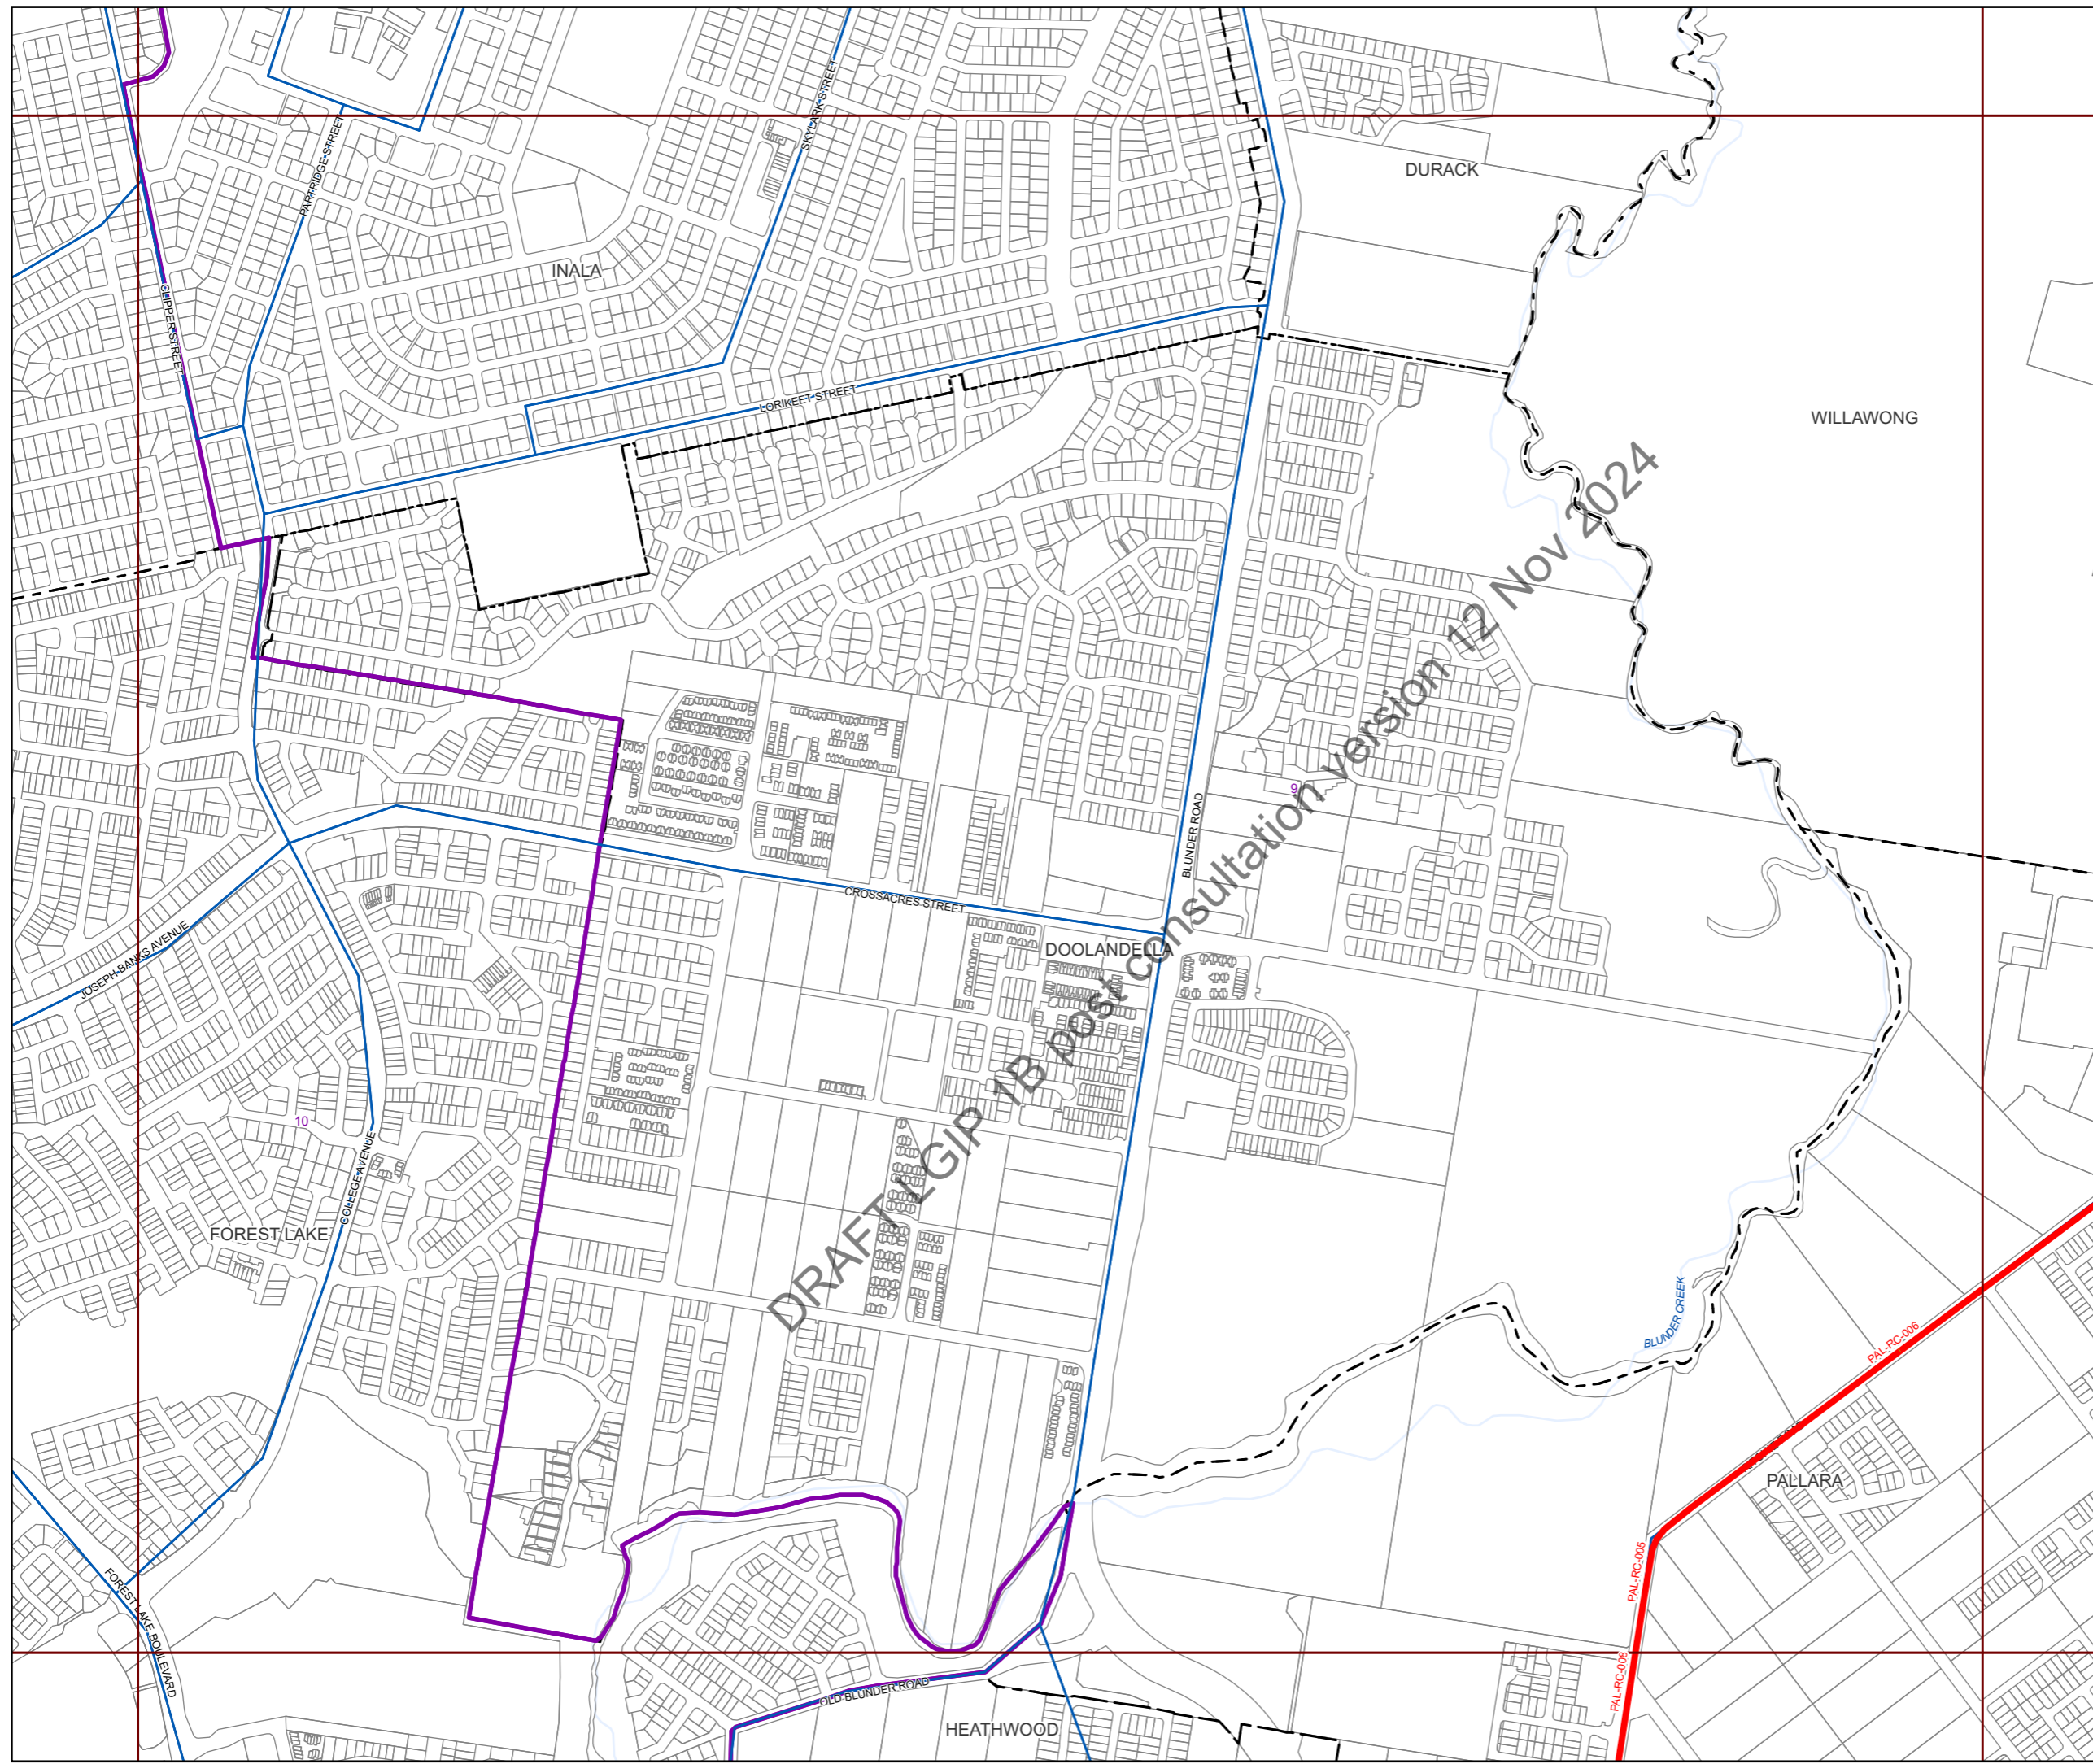 SKYLARK STREET
PARTRIDGE STREET
DURACK
INALA
CLIPPER STREET
LORIKEET STREET
WILLAWONG
9
BLUNDER ROAD
CROSSACRES STREET
DOOLANDELLA
JOSEPH BANKS AVENUE
10
COLLEGE AVENUE
FOREST LAKE
BLUNDER CREEK
PAL-RC-006
PALLARA
PAL-RC-005
FOREST LAKE BOULEVARD
PAL-RC-008
OLD BLUNDER ROAD
HEATHWOOD
DRAFT LGIP 1B post consultation version 12 Nov 2024